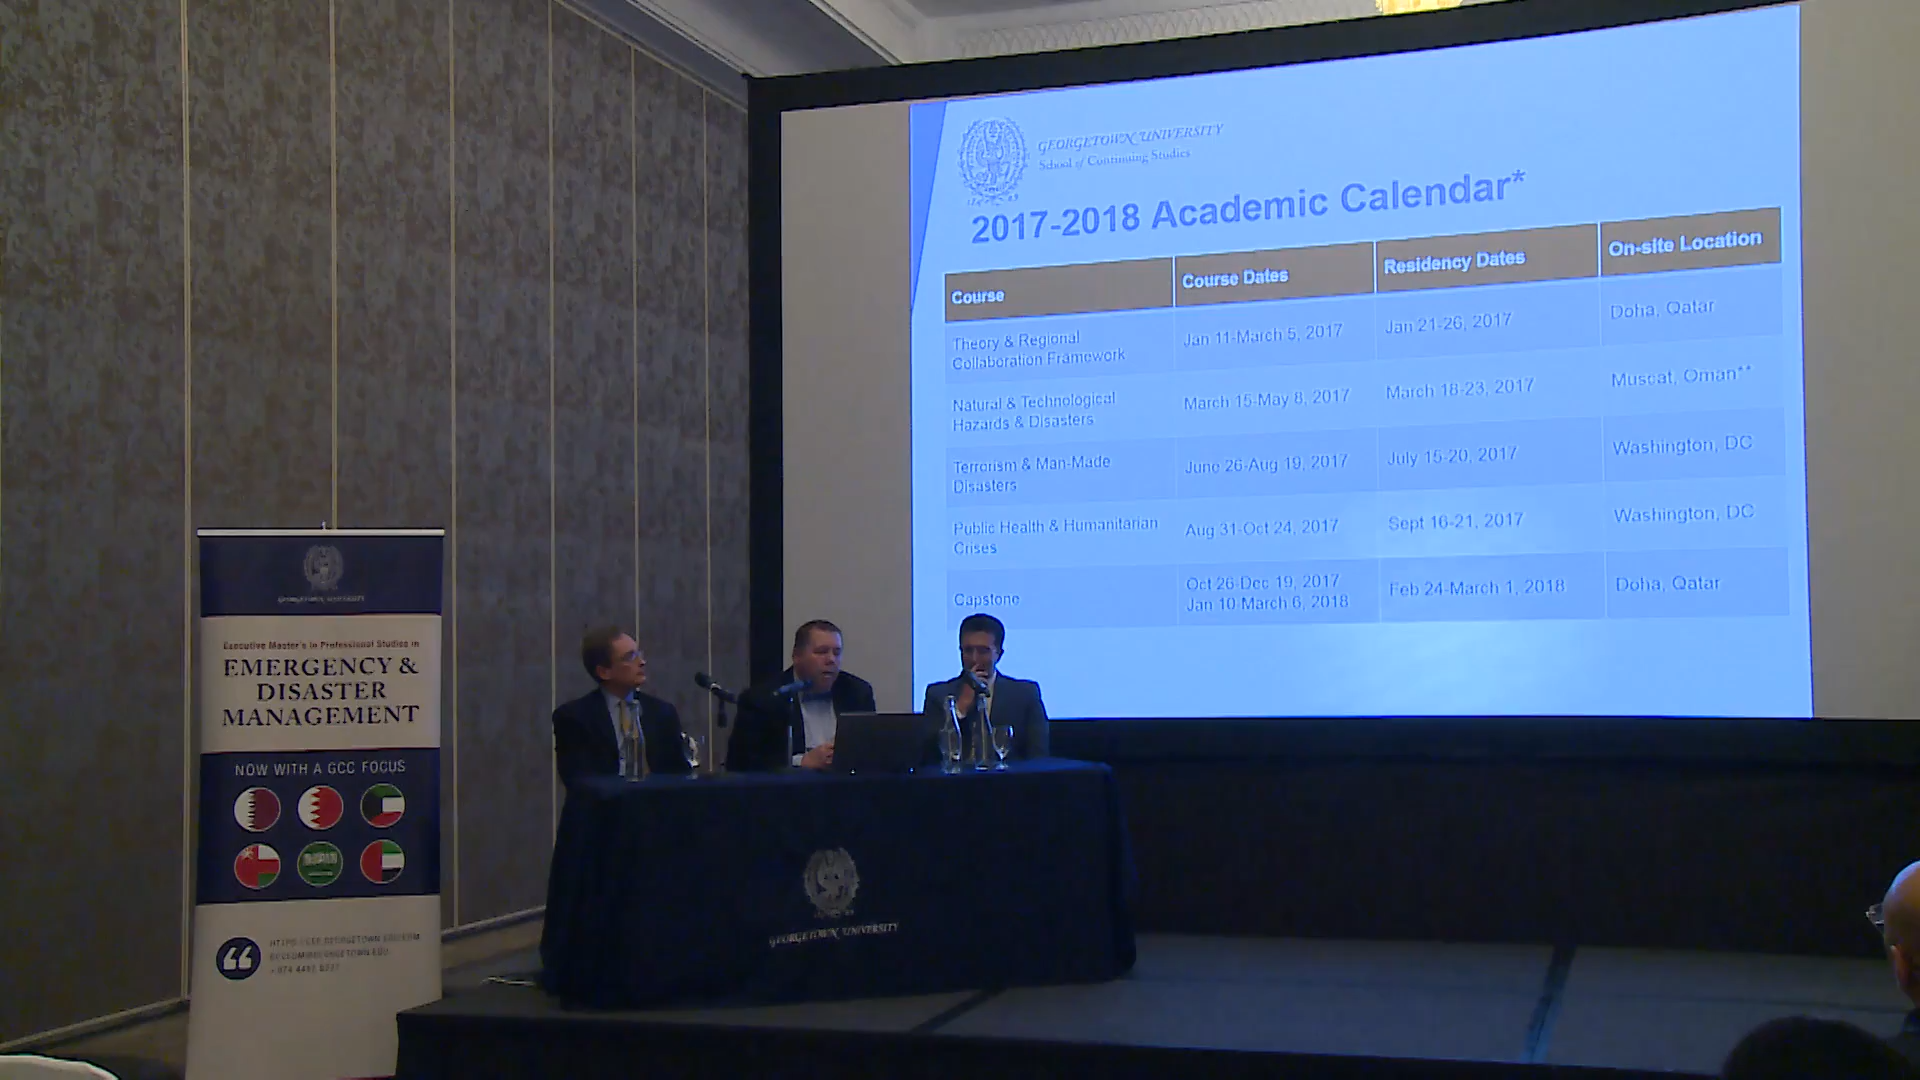 GEORGETOWN UNIVERSITY
School of Continuing Studies
2017-2018 Academic Calendar*
Course
Course Dates
Residency Dates
On-site Location
Theory & Regional
Collaboration Framework
Jan 11-March 5, 2017
Jan 21-26, 2017
Doha, Qatar
Natural & Technological
Hazards & Disasters
March 15-May 8, 2017
March 18-23, 2017
Muscat, Oman**
Terrorism & Man-Made
Disasters
June 26-Aug 19, 2017
July 15-20, 2017
Washington, DC
Public Health & Humanitarian
Crises
Aug 31-Oct 24, 2017
Sept 16-21, 2017
Washington, DC
Capstone
Oct 26-Dec 19, 2017
Jan 10-March 6, 2018
Feb 24-March 1, 2018
Doha, Qatar
GEORGETOWN UNIVERSITY
Executive Master's in Professional Studies in
EMERGENCY &
DISASTER
MANAGEMENT
NOW WITH A GCC FOCUS
GEORGETOWN UNIVERSITY